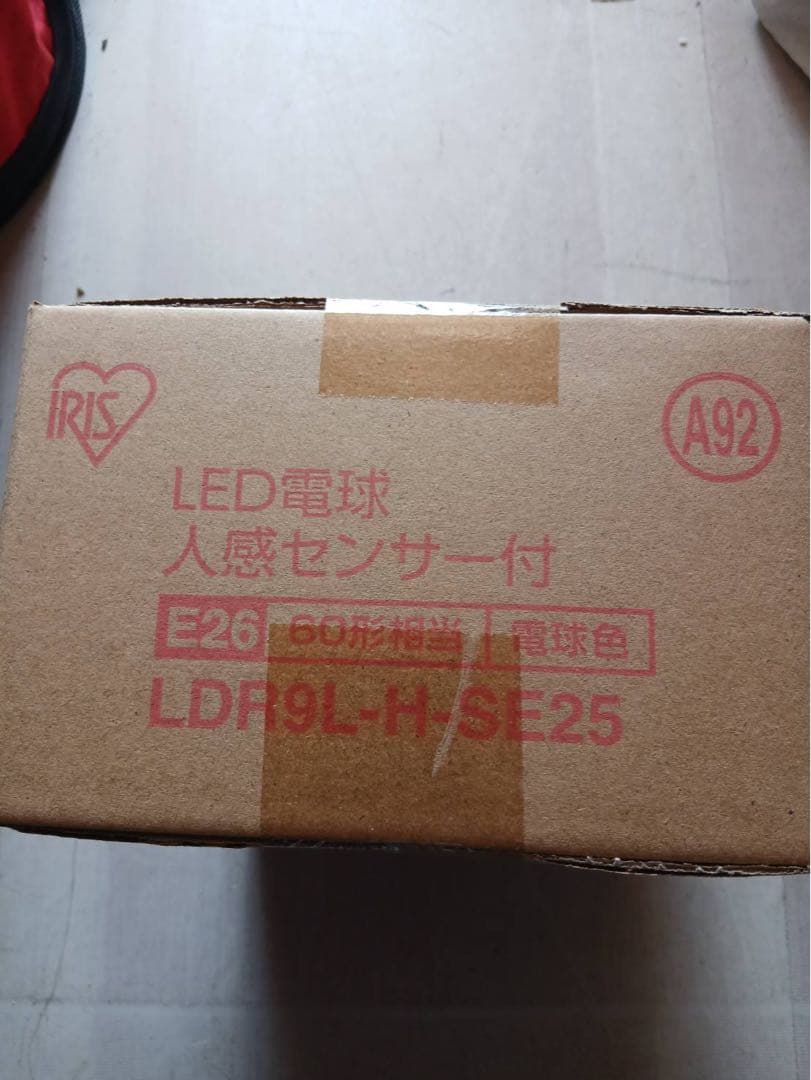 IRIS
A92
LED電球
人感センサー付
E26 60形相当 電球色
LDR9L-H-SE25